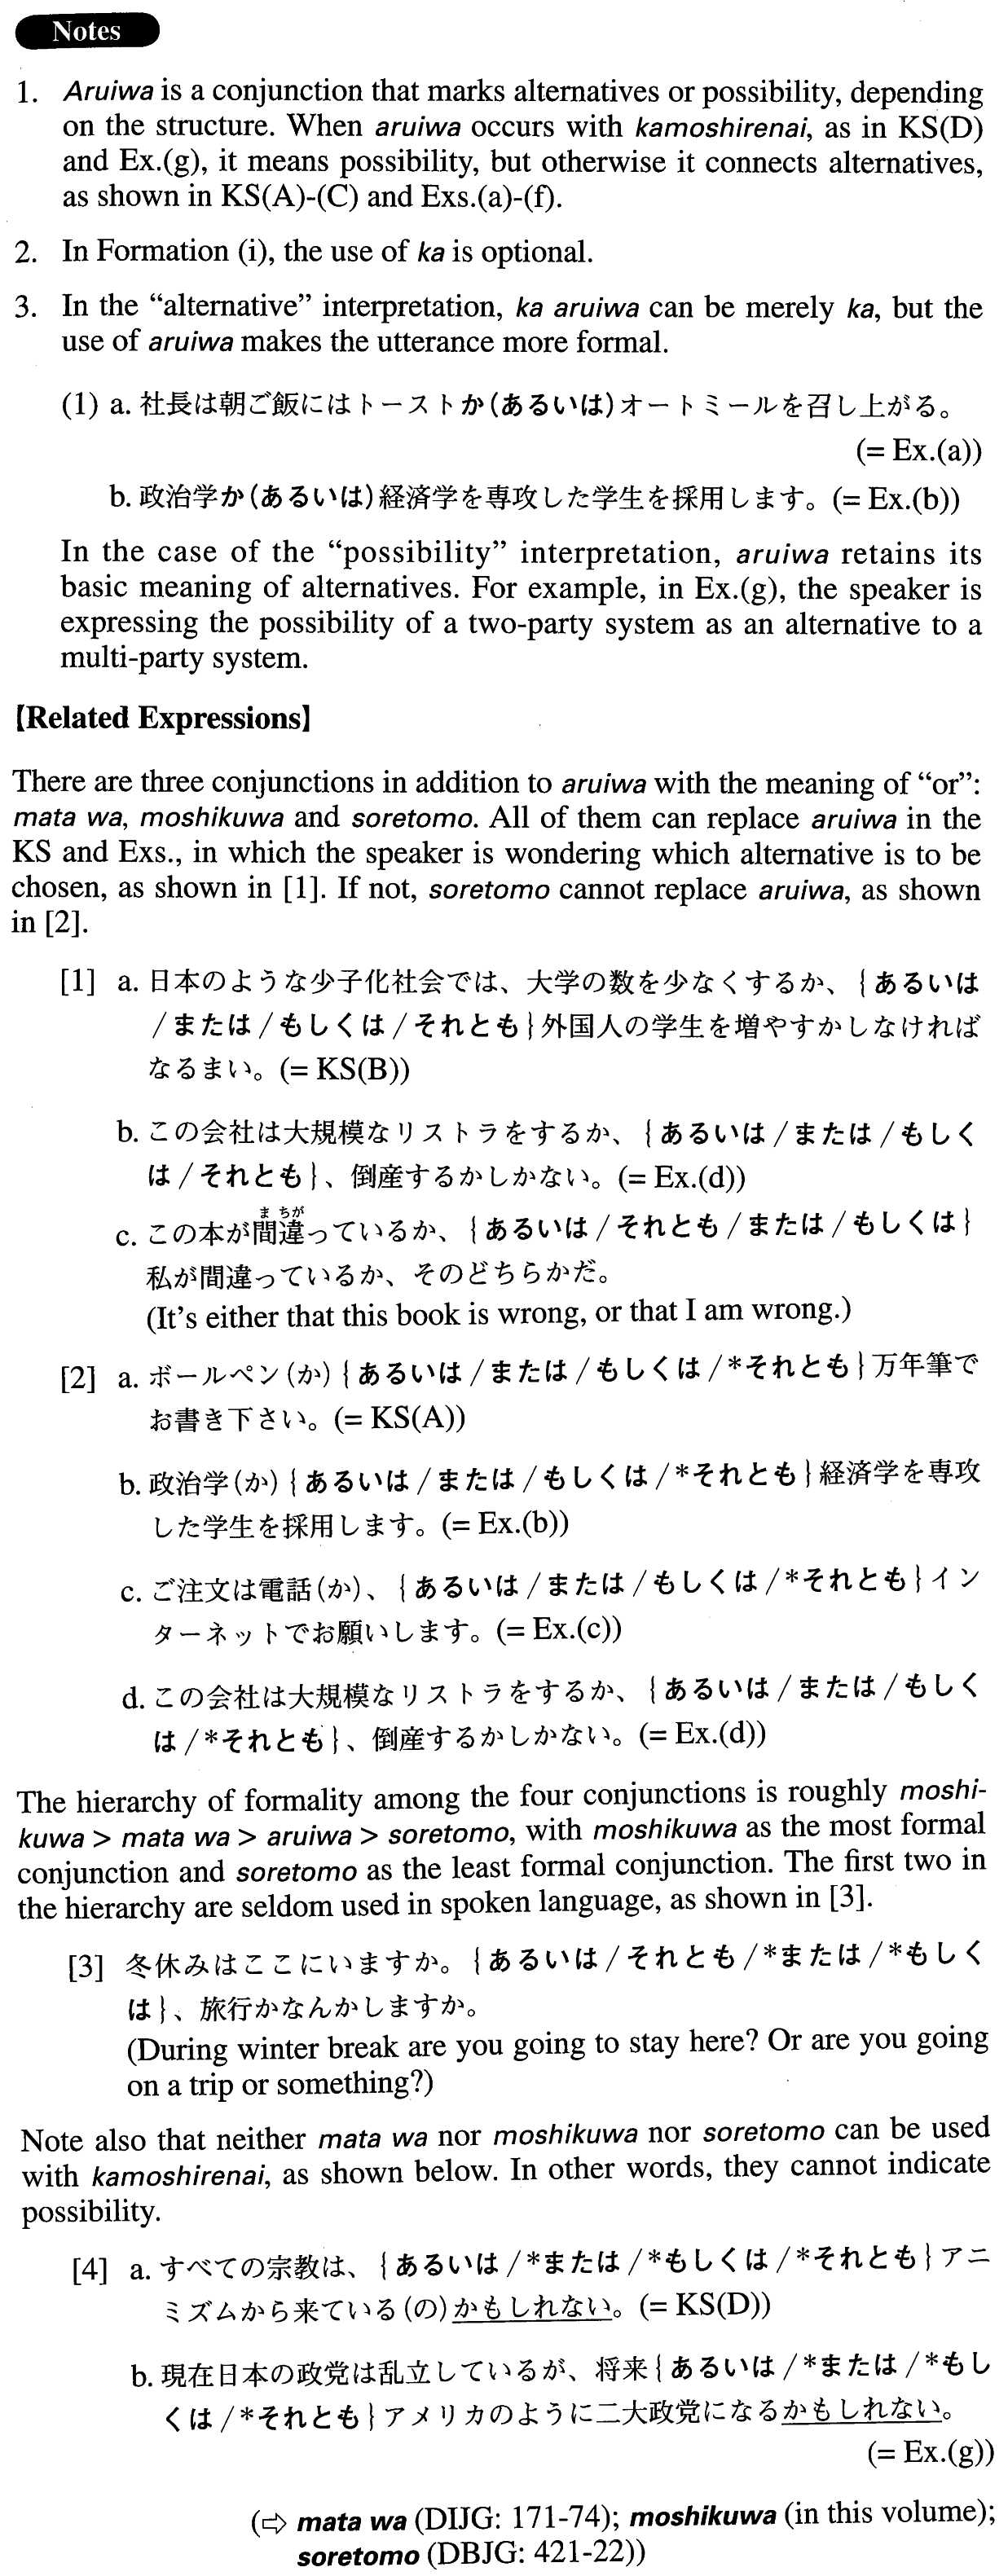 Notes
1. Aruiwa is a conjunction that marks alternatives or possibility, depending
on the structure. When aruiwa occurs with kamoshirenai, as in KS(D)
and Ex.(g), it means possibility, but otherwise it connects alternatives,
as shown in KS(A)-(C) and Exs.(a)-(f).
2. In Formation (i), the use of ka is optional.
3. In the “alternative” interpretation, ka aruiwa can be merely ka, but the
use of aruiwa makes the utterance more formal.
(1) a. 社長は朝ご飯にはトーストか(あるいは)オートミールを召し上がる。
(= Ex.(a))
b. 政治学か(あるいは)経済学を専攻した学生を採用します。(= Ex.(b))
In the case of the “possibility” interpretation, aruiwa retains its
basic meaning of alternatives. For example, in Ex.(g), the speaker is
expressing the possibility of a two-party system as an alternative to a
multi-party system.
【Related Expressions】
There are three conjunctions in addition to aruiwa with the meaning of “or”:
mata wa, moshikuwa and soretomo. All of them can replace aruiwa in the
KS and Exs., in which the speaker is wondering which alternative is to be
chosen, as shown in [1]. If not, soretomo cannot replace aruiwa, as shown
in [2].
[1] a. 日本のような少子化社会では、大学の数を少なくするか、{あるいは
/または/もしくは/それとも}外国人の学生を増やすかしなければ
なるまい。(= KS(B))
b. この会社は大規模なリストラをするか、{あるいは/または/もしく
は/それとも}、倒産するかしかない。(= Ex.(d))
まちが
c. この本が間違っているか、{あるいは/それとも/または/もしくは}
私が間違っているか、そのどちらかだ。
(It’s either that this book is wrong, or that I am wrong.)
[2] a. ボールペン(か){あるいは/または/もしくは/*それとも}万年筆で
お書き下さい。(= KS(A))
b. 政治学(か){あるいは/または/もしくは/*それとも}経済学を専攻
した学生を採用します。(= Ex.(b))
c. ご注文は電話(か)、{あるいは/または/もしくは/*それとも}イン
ターネットでお願いします。(= Ex.(c))
d. この会社は大規模なリストラをするか、{あるいは/または/もしく
は/*それとも}、倒産するかしかない。(= Ex.(d))
The hierarchy of formality among the four conjunctions is roughly moshi-
kuwa > mata wa > aruiwa > soretomo, with moshikuwa as the most formal
conjunction and soretomo as the least formal conjunction. The first two in
the hierarchy are seldom used in spoken language, as shown in [3].
[3] 冬休みはここにいますか。{あるいは/それとも/*または/*もしく
は}、旅行かなんかしますか。
(During winter break are you going to stay here? Or are you going
on a trip or something?)
Note also that neither mata wa nor moshikuwa nor soretomo can be used
with kamoshirenai, as shown below. In other words, they cannot indicate
possibility.
[4] a. すべての宗教は、{あるいは/*または/*もしくは/*それとも}アニ
ミズムから来ている(の)かもしれない。(= KS(D))
b. 現在日本の政党は乱立しているが、将来{あるいは/*または/*もし
くは/*それとも}アメリカのように二大政党になるかもしれない。
(= Ex.(g))
(⇨ mata wa (DIJG: 171-74); moshikuwa (in this volume);
soretomo (DBJG: 421-22))